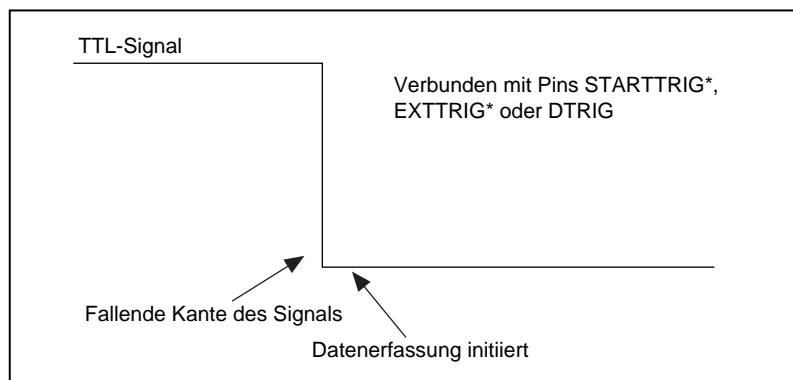 TTL-Signal
Verbunden mit Pins STARTTRIG*,
EXTTRIG* oder DTRIG
Fallende Kante des Signals
Datenerfassung initiiert